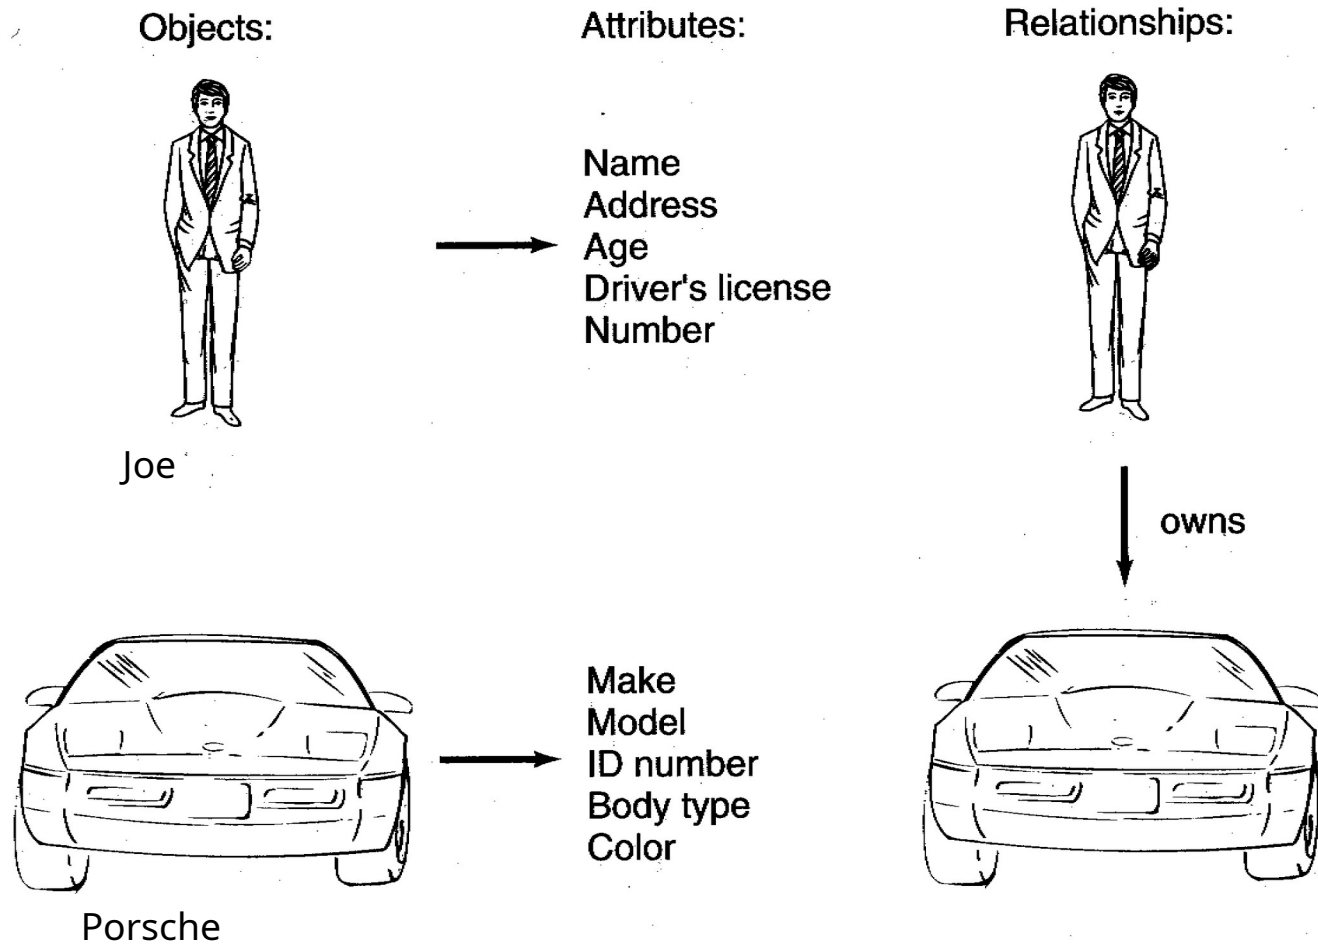 Objects:
Attributes:
Relationships:
Name
Address
Age
Driver's license
Number
Joe
owns
Make
Model
ID number
Body type
Color
Porsche